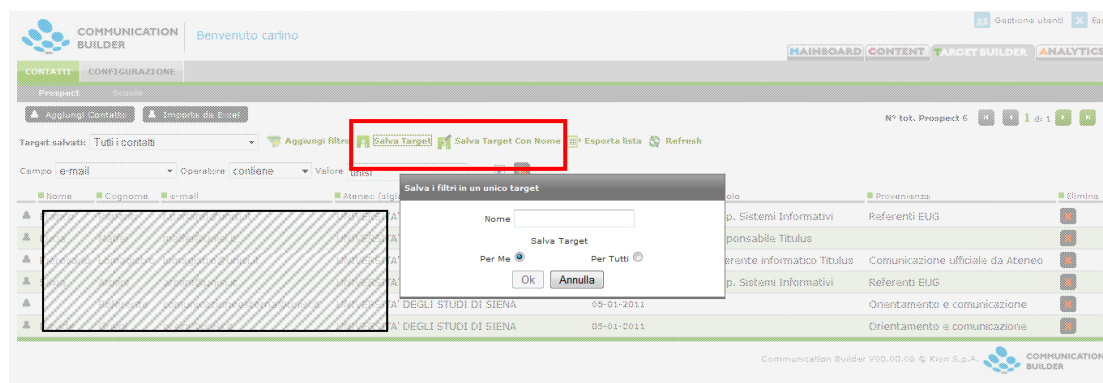 Gestione utenti
COMMUNICATION BUILDER
Benvenuto carlino
MAINBOARD CONTENT TARGET BUILDER ANALYTICS
CONTATTI CONFIGURAZIONE
Prospect Scuole
Aggiungi Contatto Importa da Excel
N° tot. Prospect 6 1 di 1
Target salvati: Tutti i contatti Aggiungi filtro Salva Target Salva Target Con Nome Esporta lista Refresh
Campo e-mail Operatore contiene Valore unisi
Nome Cognome e-mail Ateneo Provenienza Elimina
Salva i filtri in un unico target
Nome
Salva Target
Per Me Per Tutti
Ok Annulla
p. Sistemi Informativi Referenti EUG
ponsabile Titulus
erente informatico Titulus Comunicazione ufficiale da Ateneo
p. Sistemi Informativi Referenti EUG
A' DEGLI STUDI DI SIENA 05-01-2011 Orientamento e comunicazione
A' DEGLI STUDI DI SIENA 05-01-2011 Orientamento e comunicazione
Communication Builder V00.00.06 © Kion S.p.A.
COMMUNICATION BUILDER